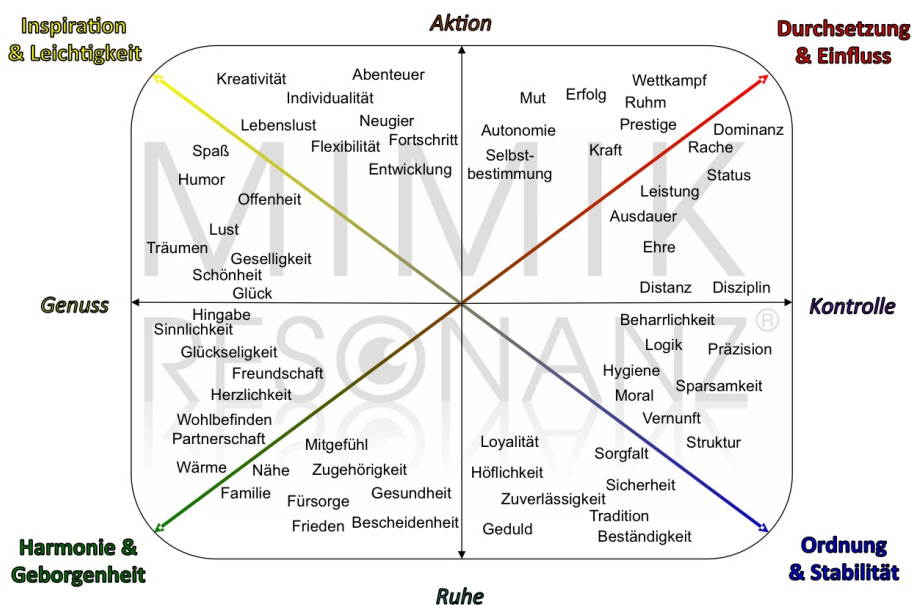 Inspiration
& Leichtigkeit
Aktion
Durchsetzung
& Einfluss
Kreativität
Abenteuer
Individualität
Lebenslust
Neugier
Flexibilität
Fortschritt
Spaß
Entwicklung
Humor
Offenheit
Lust
Träumen
Geselligkeit
Schönheit
Glück
Wettkampf
Mut
Erfolg
Ruhm
Autonomie
Prestige
Dominanz
Kraft
Rache
Selbst-
bestimmung
Status
Leistung
Ausdauer
Ehre
Distanz
Disziplin
MIMIK
RESONANZ®
Genuss
Kontrolle
Hingabe
Sinnlichkeit
Glückseligkeit
Freundschaft
Herzlichkeit
Wohlbefinden
Partnerschaft
Mitgefühl
Wärme
Nähe
Zugehörigkeit
Familie
Fürsorge
Gesundheit
Frieden
Bescheidenheit
Beharrlichkeit
Logik
Präzision
Hygiene
Sparsamkeit
Moral
Vernunft
Loyalität
Struktur
Sorgfalt
Höflichkeit
Sicherheit
Zuverlässigkeit
Tradition
Geduld
Beständigkeit
Harmonie &
Geborgenheit
Ruhe
Ordnung
& Stabilität